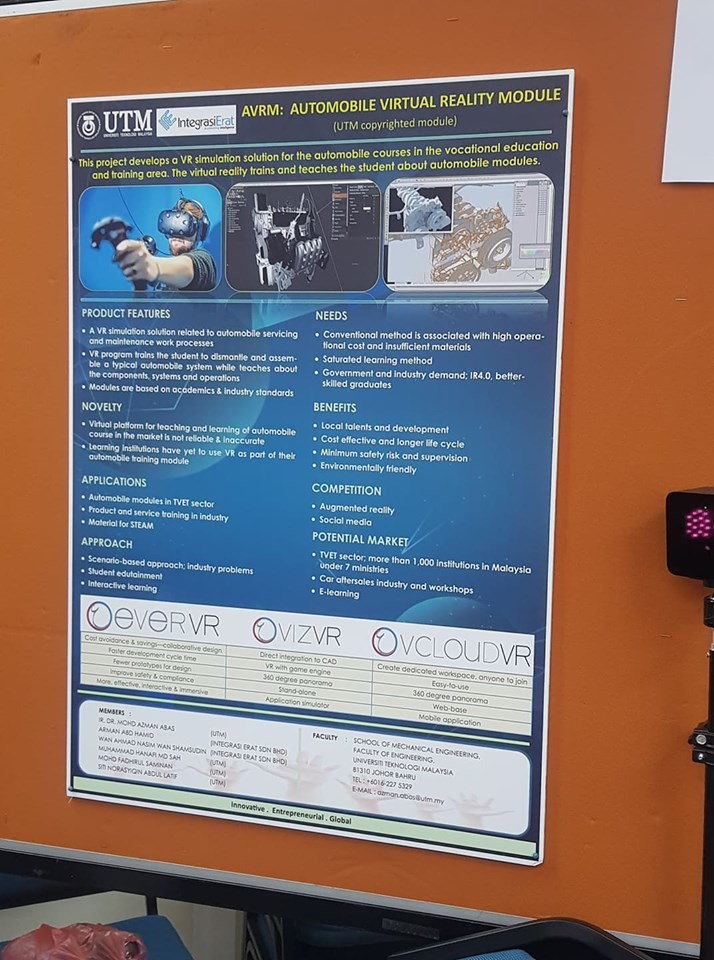 UTM
UNIVERSITI TEKNOLOGI MALAYSIA
IntegrasiErat
AVRM: AUTOMOBILE VIRTUAL REALITY MODULE
(UTM copyrighted module)
This project develops a VR simulation solution for the automobile courses in the vocational education
and training area. The virtual reality trains and teaches the student about automobile modules.
PRODUCT FEATURES
• A VR simulation solution related to automobile servicing
and maintenance work processes
• VR program trains the student to dismantle and assem-
ble a typical automobile system while teaches about
the components, systems and operations
• Modules are based on academics & industry standards
NOVELTY
• Virtual platform for teaching and learning of automobile
course in the market is not reliable & inaccurate
• Learning institutions have yet to use VR as part of their
automobile training module
APPLICATIONS
• Automobile modules in TVET sector
• Product and service training in industry
• Material for STEAM
APPROACH
• Scenario-based approach; industry problems
• Student edutainment
• Interactive learning
NEEDS
• Conventional method is associated with high opera-
tional cost and insufficient materials
• Saturated learning method
• Government and industry demand; IR4.0, better-
skilled graduates
BENEFITS
• Local talents and development
• Cost effective and longer life cycle
• Minimum safety risk and supervision
• Environmentally friendly
COMPETITION
• Augmented reality
• Social media
POTENTIAL MARKET
• TVET sector; more than 1,000 institutions in Malaysia
under 7 ministries
• Car aftersales industry and workshops
• E-learning
EVERVR
Cost avoidance & savings—collaborative design
Faster development cycle time
Fewer prototypes for design
Improve safety & compliance
More, effective, interactive & immersive
VIZVR
Direct integration to CAD
VR with game engine
360 degree panorama
Stand-alone
Application simulator
VCLOUDVR
Create dedicated workspace, anyone to join
Easy-to-use
360 degree panorama
Web-base
Mobile application
MEMBERS :
IR. DR. MOHD AZMAN ABAS (UTM)
ARMAN ABD HAMID (INTEGRASI ERAT SDN BHD)
WAN AHMAD NASIM WAN SHAMSUDIN (INTEGRASI ERAT SDN BHD)
MUHAMMAD HANAFI MD SAH (UTM)
MOHD FADHIRUL SAMINAN (UTM)
SITI NORASYIQIN ABDUL LATIF (UTM)
FACULTY : SCHOOL OF MECHANICAL ENGINEERING,
FACULTY OF ENGINEERING,
UNIVERSITI TEKNOLOGI MALAYSIA
81310 JOHOR BAHRU
TEL : +6016-227 5329
E-MAIL : azman.abas@utm.my
Innovative . Entrepreneurial . Global